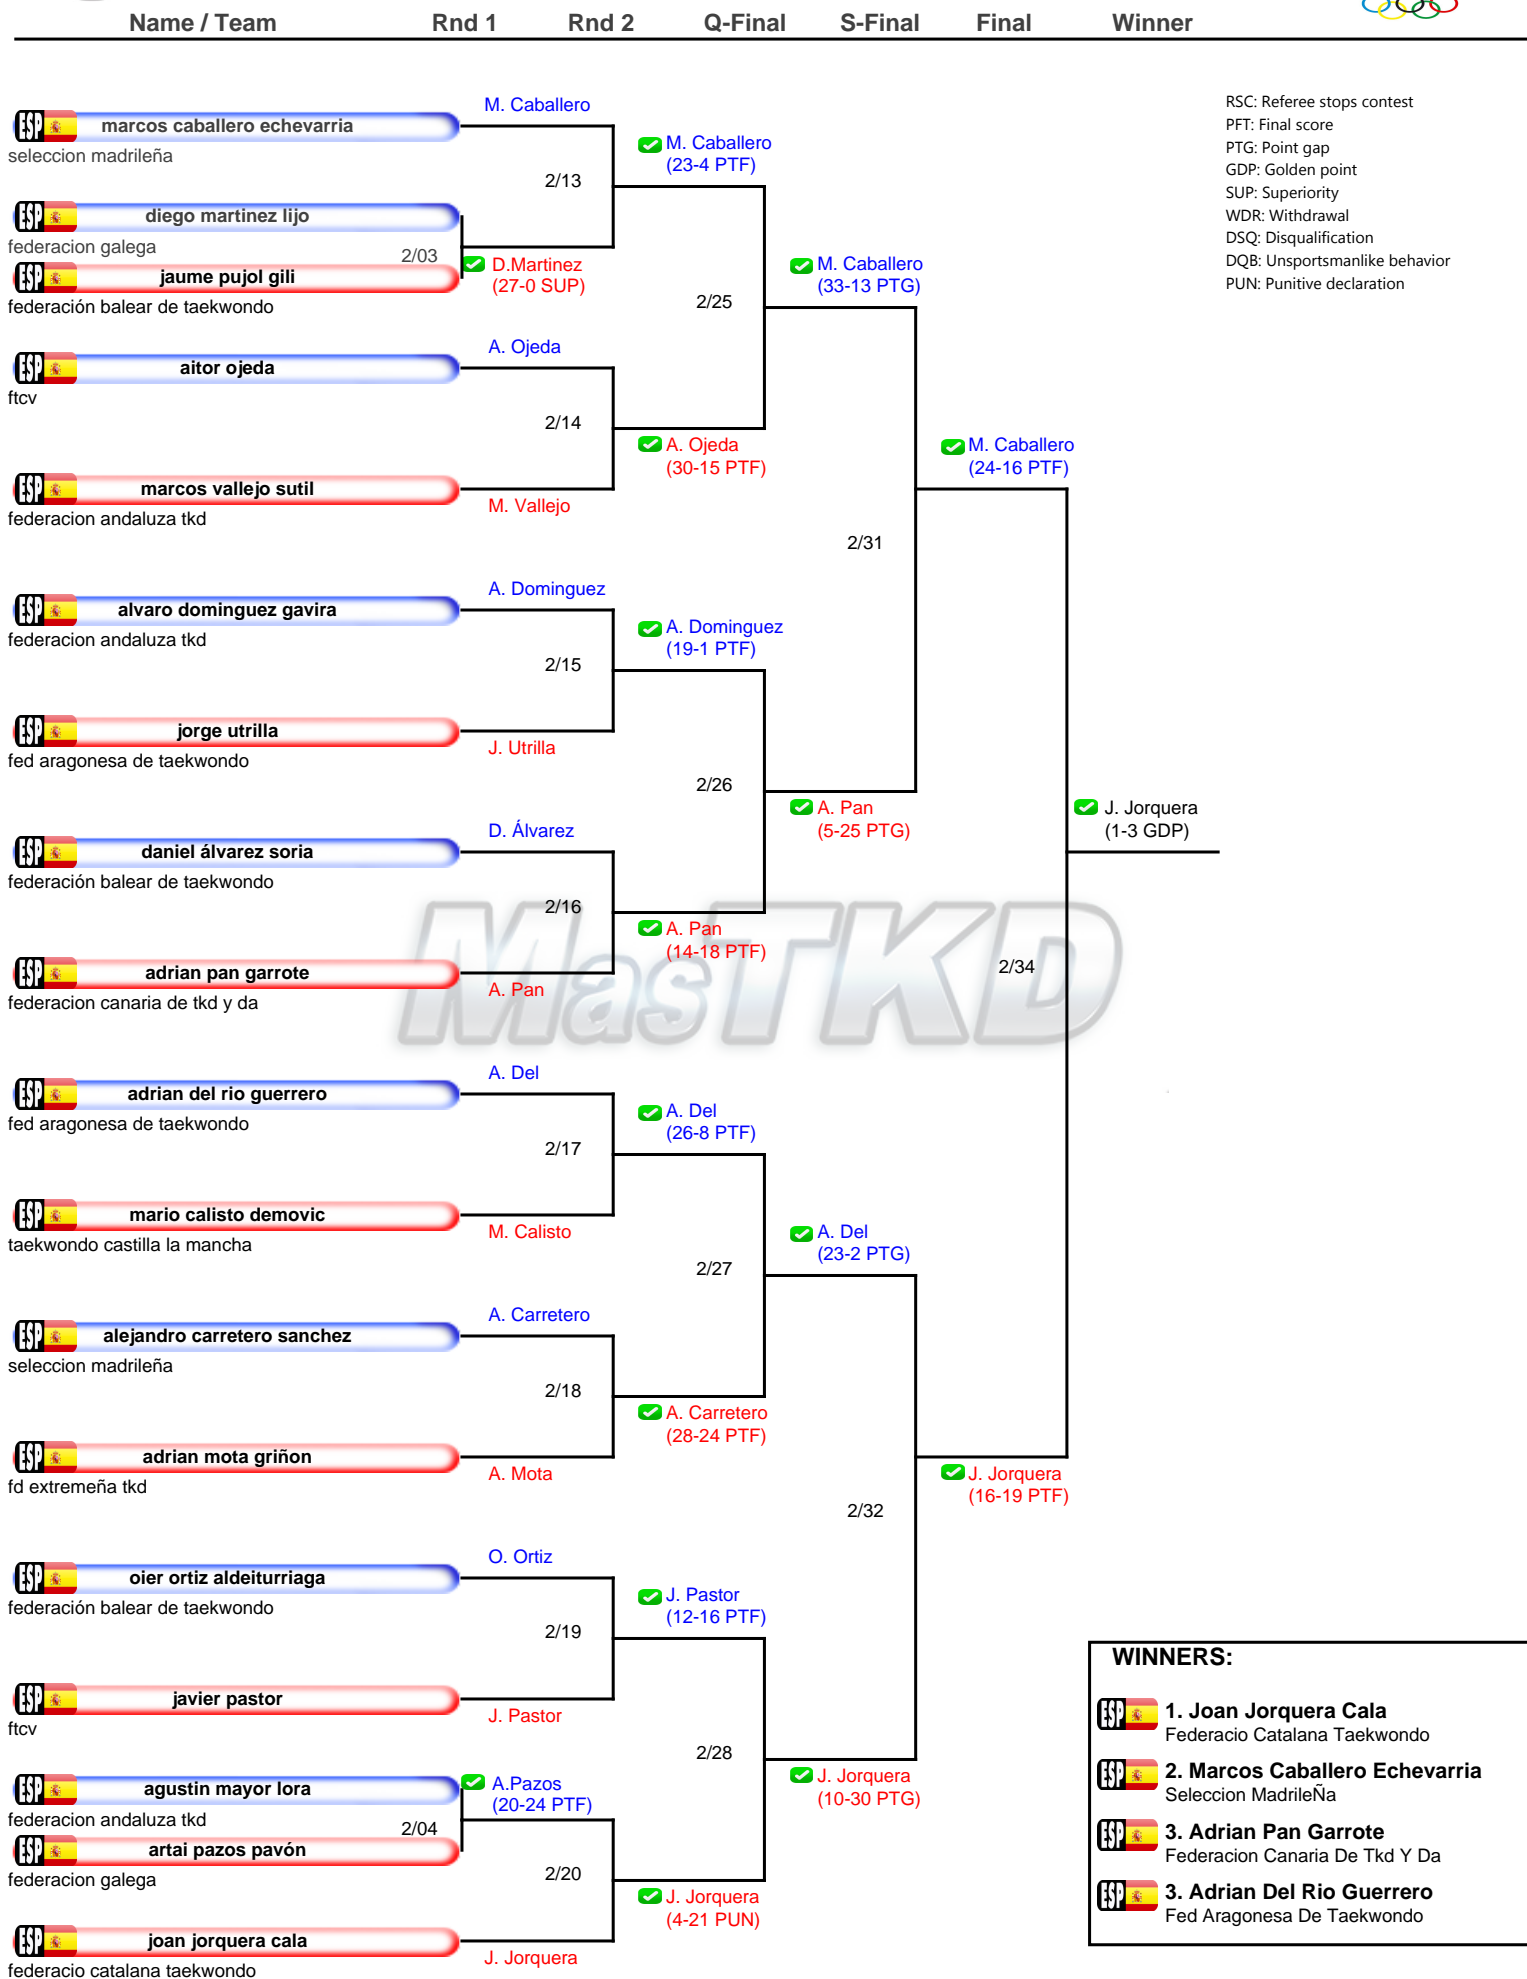 Name / Team Rnd 1 Rnd 2 Q-Final S-Final Final Winner
RSC: Referee stops contest
PFT: Final score
PTG: Point gap
GDP: Golden point
SUP: Superiority
WDR: Withdrawal
DSQ: Disqualification
DQB: Unsportsmanlike behavior
PUN: Punitive declaration
M. Caballero
ESP marcos caballero echevarria
seleccion madrileña
M. Caballero
(23-4 PTF)
2/13
ESP diego martinez lijo
federacion galega
2/03
D.Martinez
(27-0 SUP)
ESP jaume pujol gili
federación balear de taekwondo
M. Caballero
(33-13 PTG)
2/25
A. Ojeda
ESP aitor ojeda
ftcv
2/14
A. Ojeda
(30-15 PTF)
M. Caballero
(24-16 PTF)
ESP marcos vallejo sutil
federacion andaluza tkd
M. Vallejo
2/31
A. Dominguez
ESP alvaro dominguez gavira
federacion andaluza tkd
A. Dominguez
(19-1 PTF)
2/15
ESP jorge utrilla
fed aragonesa de taekwondo
J. Utrilla
2/26
A. Pan
(5-25 PTG)
J. Jorquera
(1-3 GDP)
D. Álvarez
ESP daniel álvarez soria
federación balear de taekwondo
2/16
A. Pan
(14-18 PTF)
MasTKD
2/34
ESP adrian pan garrote
federacion canaria de tkd y da
A. Pan
A. Del
ESP adrian del rio guerrero
fed aragonesa de taekwondo
A. Del
(26-8 PTF)
2/17
ESP mario calisto demovic
taekwondo castilla la mancha
M. Calisto
A. Del
(23-2 PTG)
2/27
A. Carretero
ESP alejandro carretero sanchez
seleccion madrileña
2/18
A. Carretero
(28-24 PTF)
ESP adrian mota griñon
fd extremeña tkd
A. Mota
J. Jorquera
(16-19 PTF)
2/32
O. Ortiz
ESP oier ortiz aldeiturriaga
federación balear de taekwondo
J. Pastor
(12-16 PTF)
2/19
ESP javier pastor
ftcv
J. Pastor
2/28
J. Jorquera
(10-30 PTG)
ESP agustin mayor lora
federacion andaluza tkd
A.Pazos
(20-24 PTF)
2/04
ESP artai pazos pavón
federacion galega
2/20
J. Jorquera
(4-21 PUN)
ESP joan jorquera cala
federacio catalana taekwondo
J. Jorquera
WINNERS:
ESP 1. Joan Jorquera Cala
Federacio Catalana Taekwondo
ESP 2. Marcos Caballero Echevarria
Seleccion MadrileÑa
ESP 3. Adrian Pan Garrote
Federacion Canaria De Tkd Y Da
ESP 3. Adrian Del Rio Guerrero
Fed Aragonesa De Taekwondo